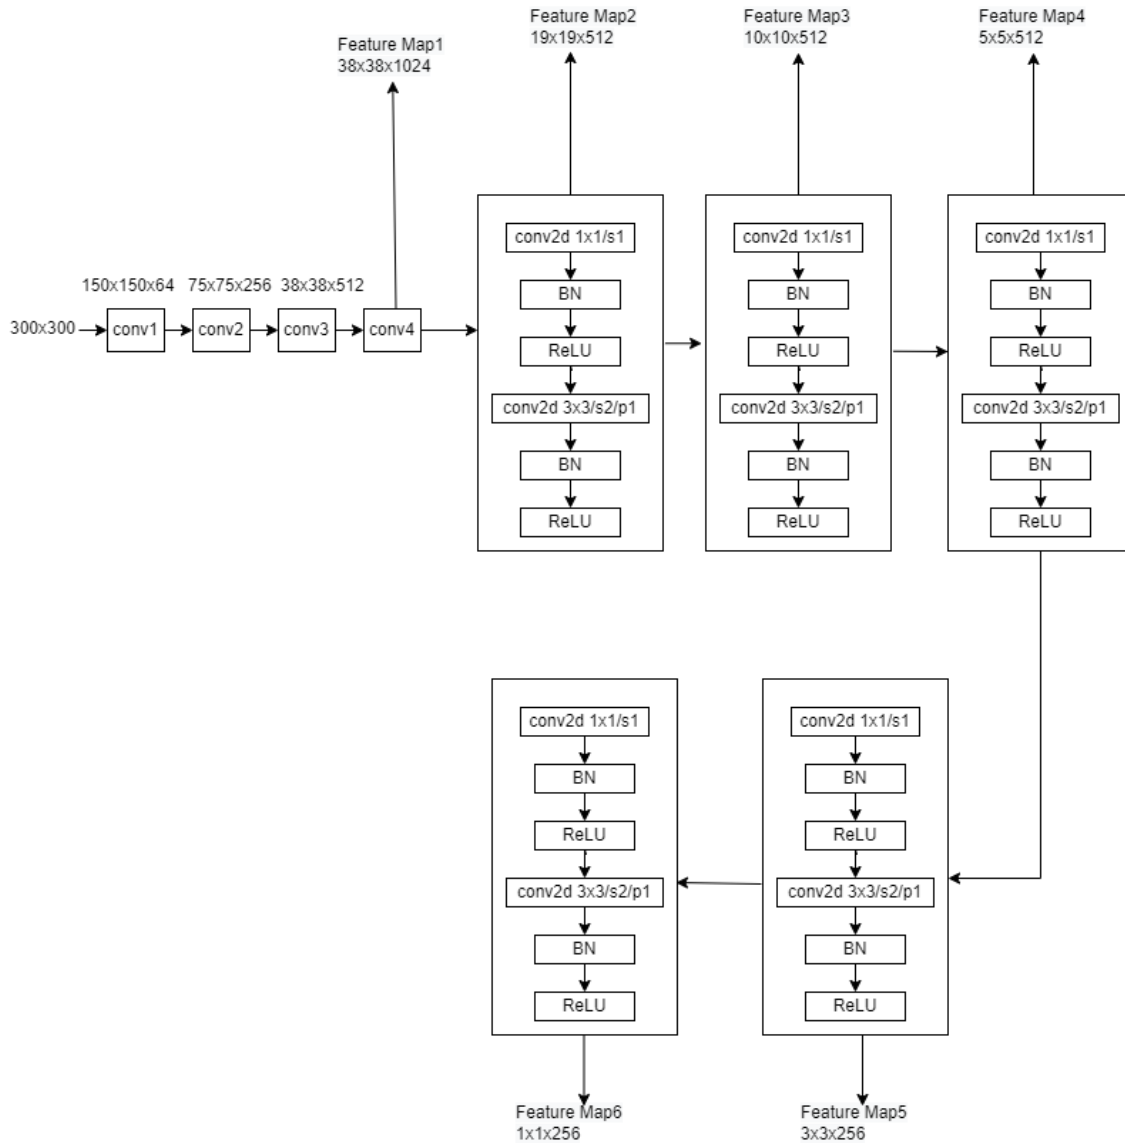 Feature Map1
38x38x1024
Feature Map2
19x19x512
Feature Map3
10x10x512
Feature Map4
5x5x512
300x300
150x150x64
conv1
75x75x256
conv2
38x38x512
conv3
conv4
conv2d 1x1/s1
BN
ReLU
conv2d 3x3/s2/p1
BN
ReLU
conv2d 1x1/s1
BN
ReLU
conv2d 3x3/s2/p1
BN
ReLU
conv2d 1x1/s1
BN
ReLU
conv2d 3x3/s2/p1
BN
ReLU
conv2d 1x1/s1
BN
ReLU
conv2d 3x3/s2/p1
BN
ReLU
Feature Map5
3x3x256
conv2d 1x1/s1
BN
ReLU
conv2d 3x3/s2/p1
BN
ReLU
Feature Map6
1x1x256